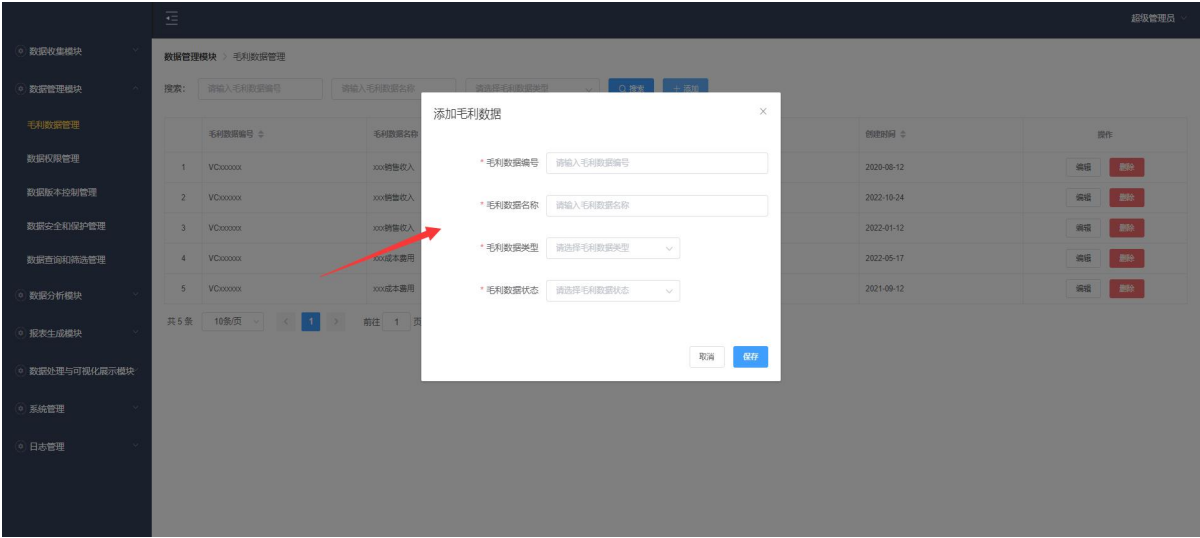 超级管理员
数据收集模块
数据管理模块
毛利数据管理
数据权限管理
数据版本控制管理
数据安全和保护管理
数据查询和筛选管理
数据分析模块
报表生成模块
数据处理与可视化展示模块
系统管理
日志管理
数据管理模块 > 毛利数据管理
搜索: 请输入毛利数据编号 请输入毛利数据名称 请选择毛利数据类型 搜索 + 添加
毛利数据编号 毛利数据名称 创建时间 操作
1 VCxxxxxx xxx销售收入 2020-08-12 编辑 删除
2 VCxxxxxx xxx销售收入 2022-10-24 编辑 删除
3 VCxxxxxx xxx销售收入 2022-01-12 编辑 删除
4 VCxxxxxx xxx成本费用 2022-05-17 编辑 删除
5 VCxxxxxx xxx成本费用 2021-09-12 编辑 删除
共5条 10条/页 < 1 > 前往 1 页
添加毛利数据
* 毛利数据编号 请输入毛利数据编号
* 毛利数据名称 请输入毛利数据名称
* 毛利数据类型 请选择毛利数据类型
* 毛利数据状态 请选择毛利数据状态
取消 保存